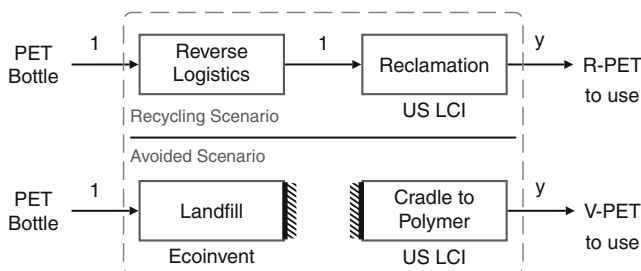 PET
Bottle
1
Reverse
Logistics
1
Reclamation
y
R-PET
to use
US LCI
Recycling Scenario
Avoided Scenario
PET
Bottle
1
Landfill
Cradle to
Polymer
y
V-PET
to use
Ecoinvent
US LCI